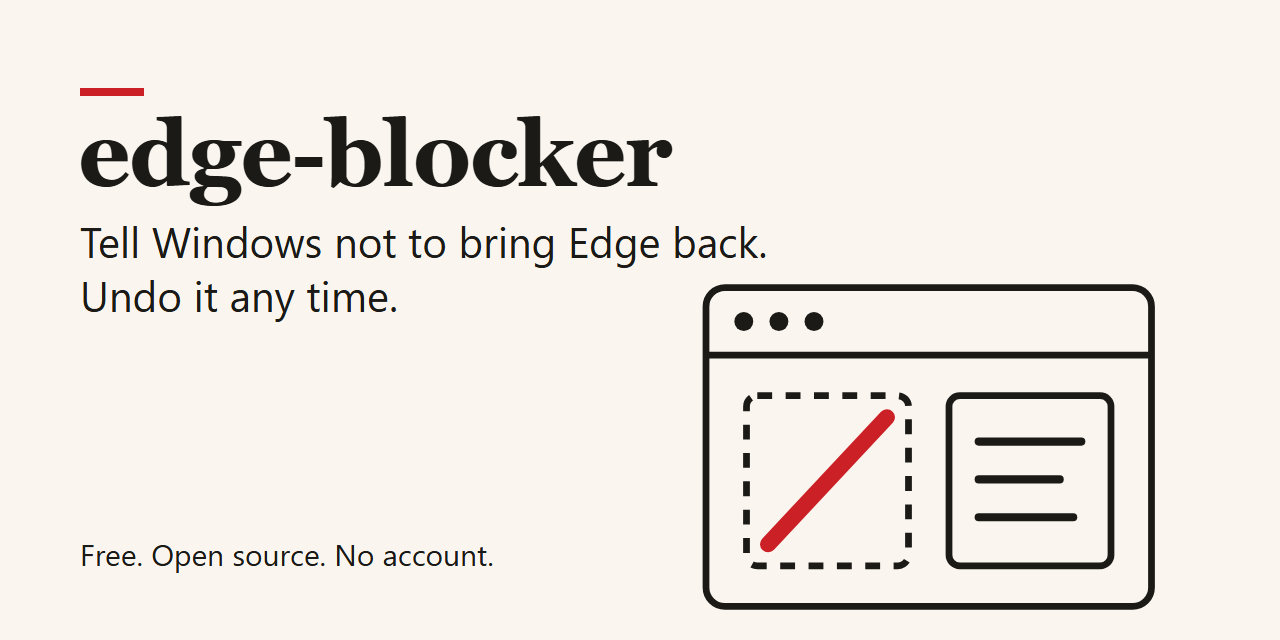 edge-blocker
Tell Windows not to bring Edge back.
Undo it any time.
Free. Open source. No account.